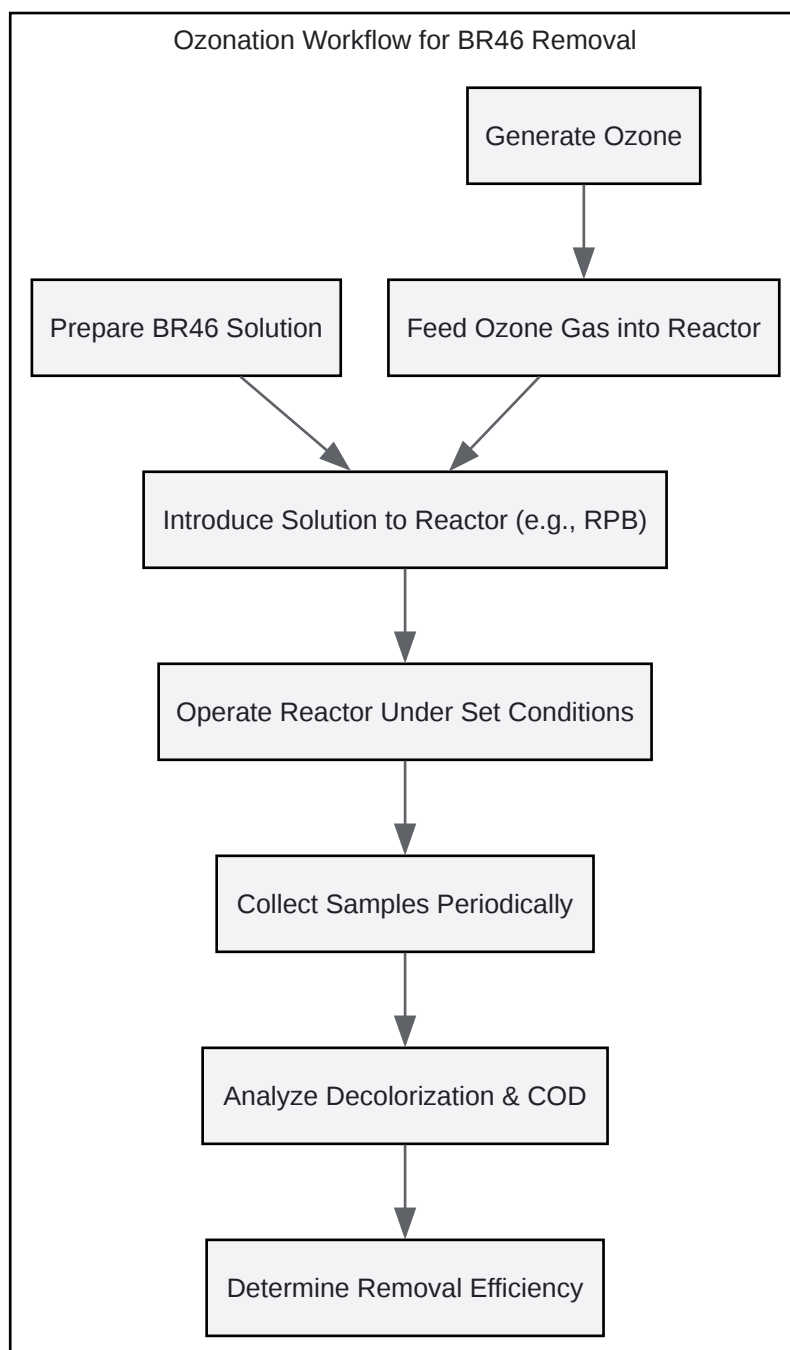 Ozonation Workflow for BR46 Removal
Generate Ozone
Prepare BR46 Solution
Feed Ozone Gas into Reactor
Introduce Solution to Reactor (e.g., RPB)
Operate Reactor Under Set Conditions
Collect Samples Periodically
Analyze Decolorization & COD
Determine Removal Efficiency